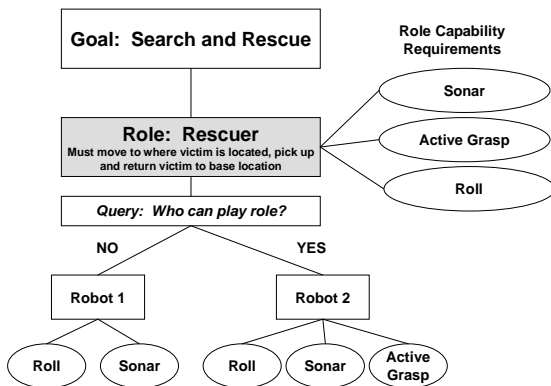 Goal: Search and Rescue
Role Capability
Requirements
Sonar
Role: Rescuer
Must move to where victim is located, pick up
and return victim to base location
Active Grasp
Roll
Query: Who can play role?
NO
YES
Robot 1
Robot 2
Roll
Sonar
Roll
Sonar
Active
Grasp